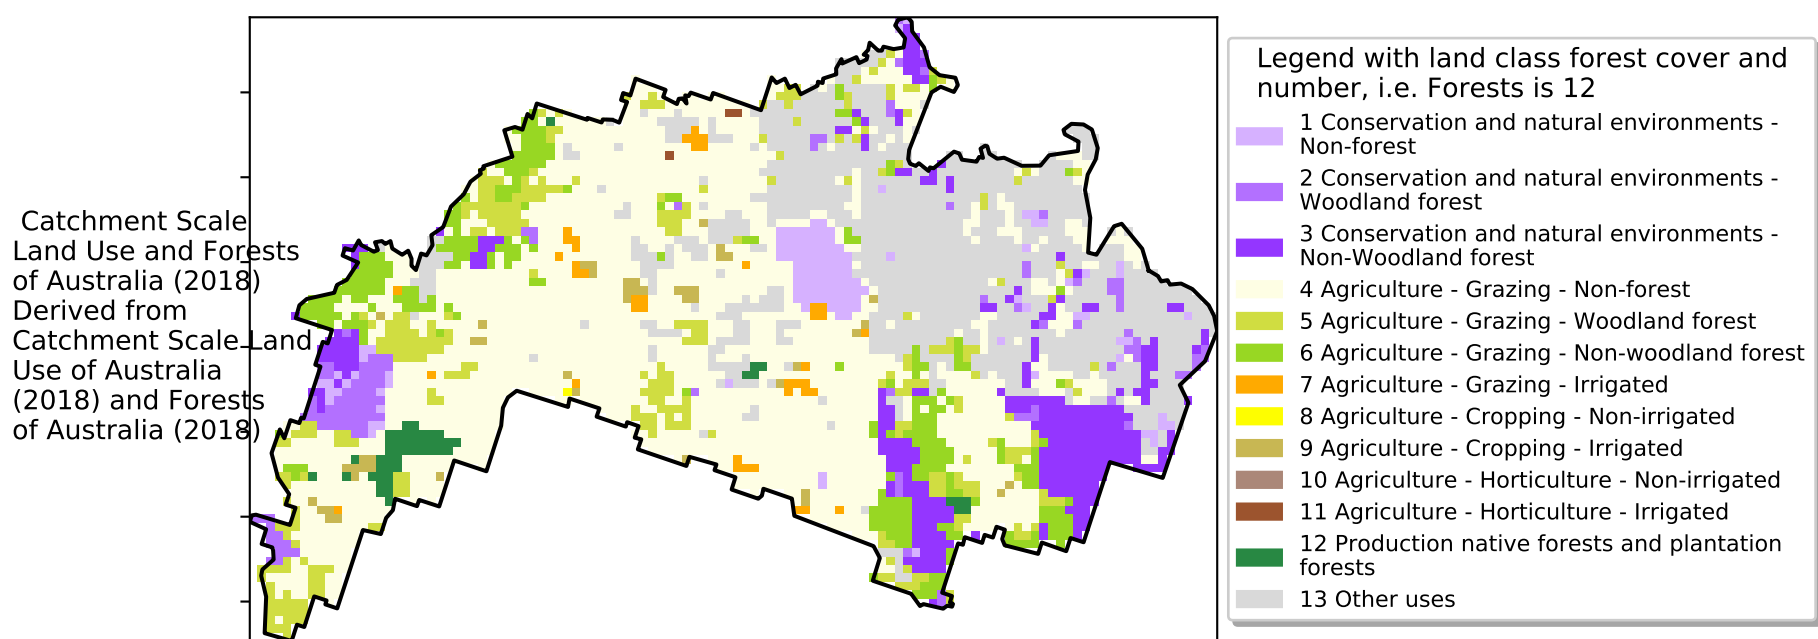 Catchment Scale
Land Use and Forests
of Australia (2018)
Derived from
Catchment Scale Land
Use of Australia
(2018) and Forests
of Australia (2018)
Legend with land class forest cover and
number, i.e. Forests is 12
1 Conservation and natural environments -
Non-forest
2 Conservation and natural environments -
Woodland forest
3 Conservation and natural environments -
Non-Woodland forest
4 Agriculture - Grazing - Non-forest
5 Agriculture - Grazing - Woodland forest
6 Agriculture - Grazing - Non-woodland forest
7 Agriculture - Grazing - Irrigated
8 Agriculture - Cropping - Non-irrigated
9 Agriculture - Cropping - Irrigated
10 Agriculture - Horticulture - Non-irrigated
11 Agriculture - Horticulture - Irrigated
12 Production native forests and plantation
forests
13 Other uses